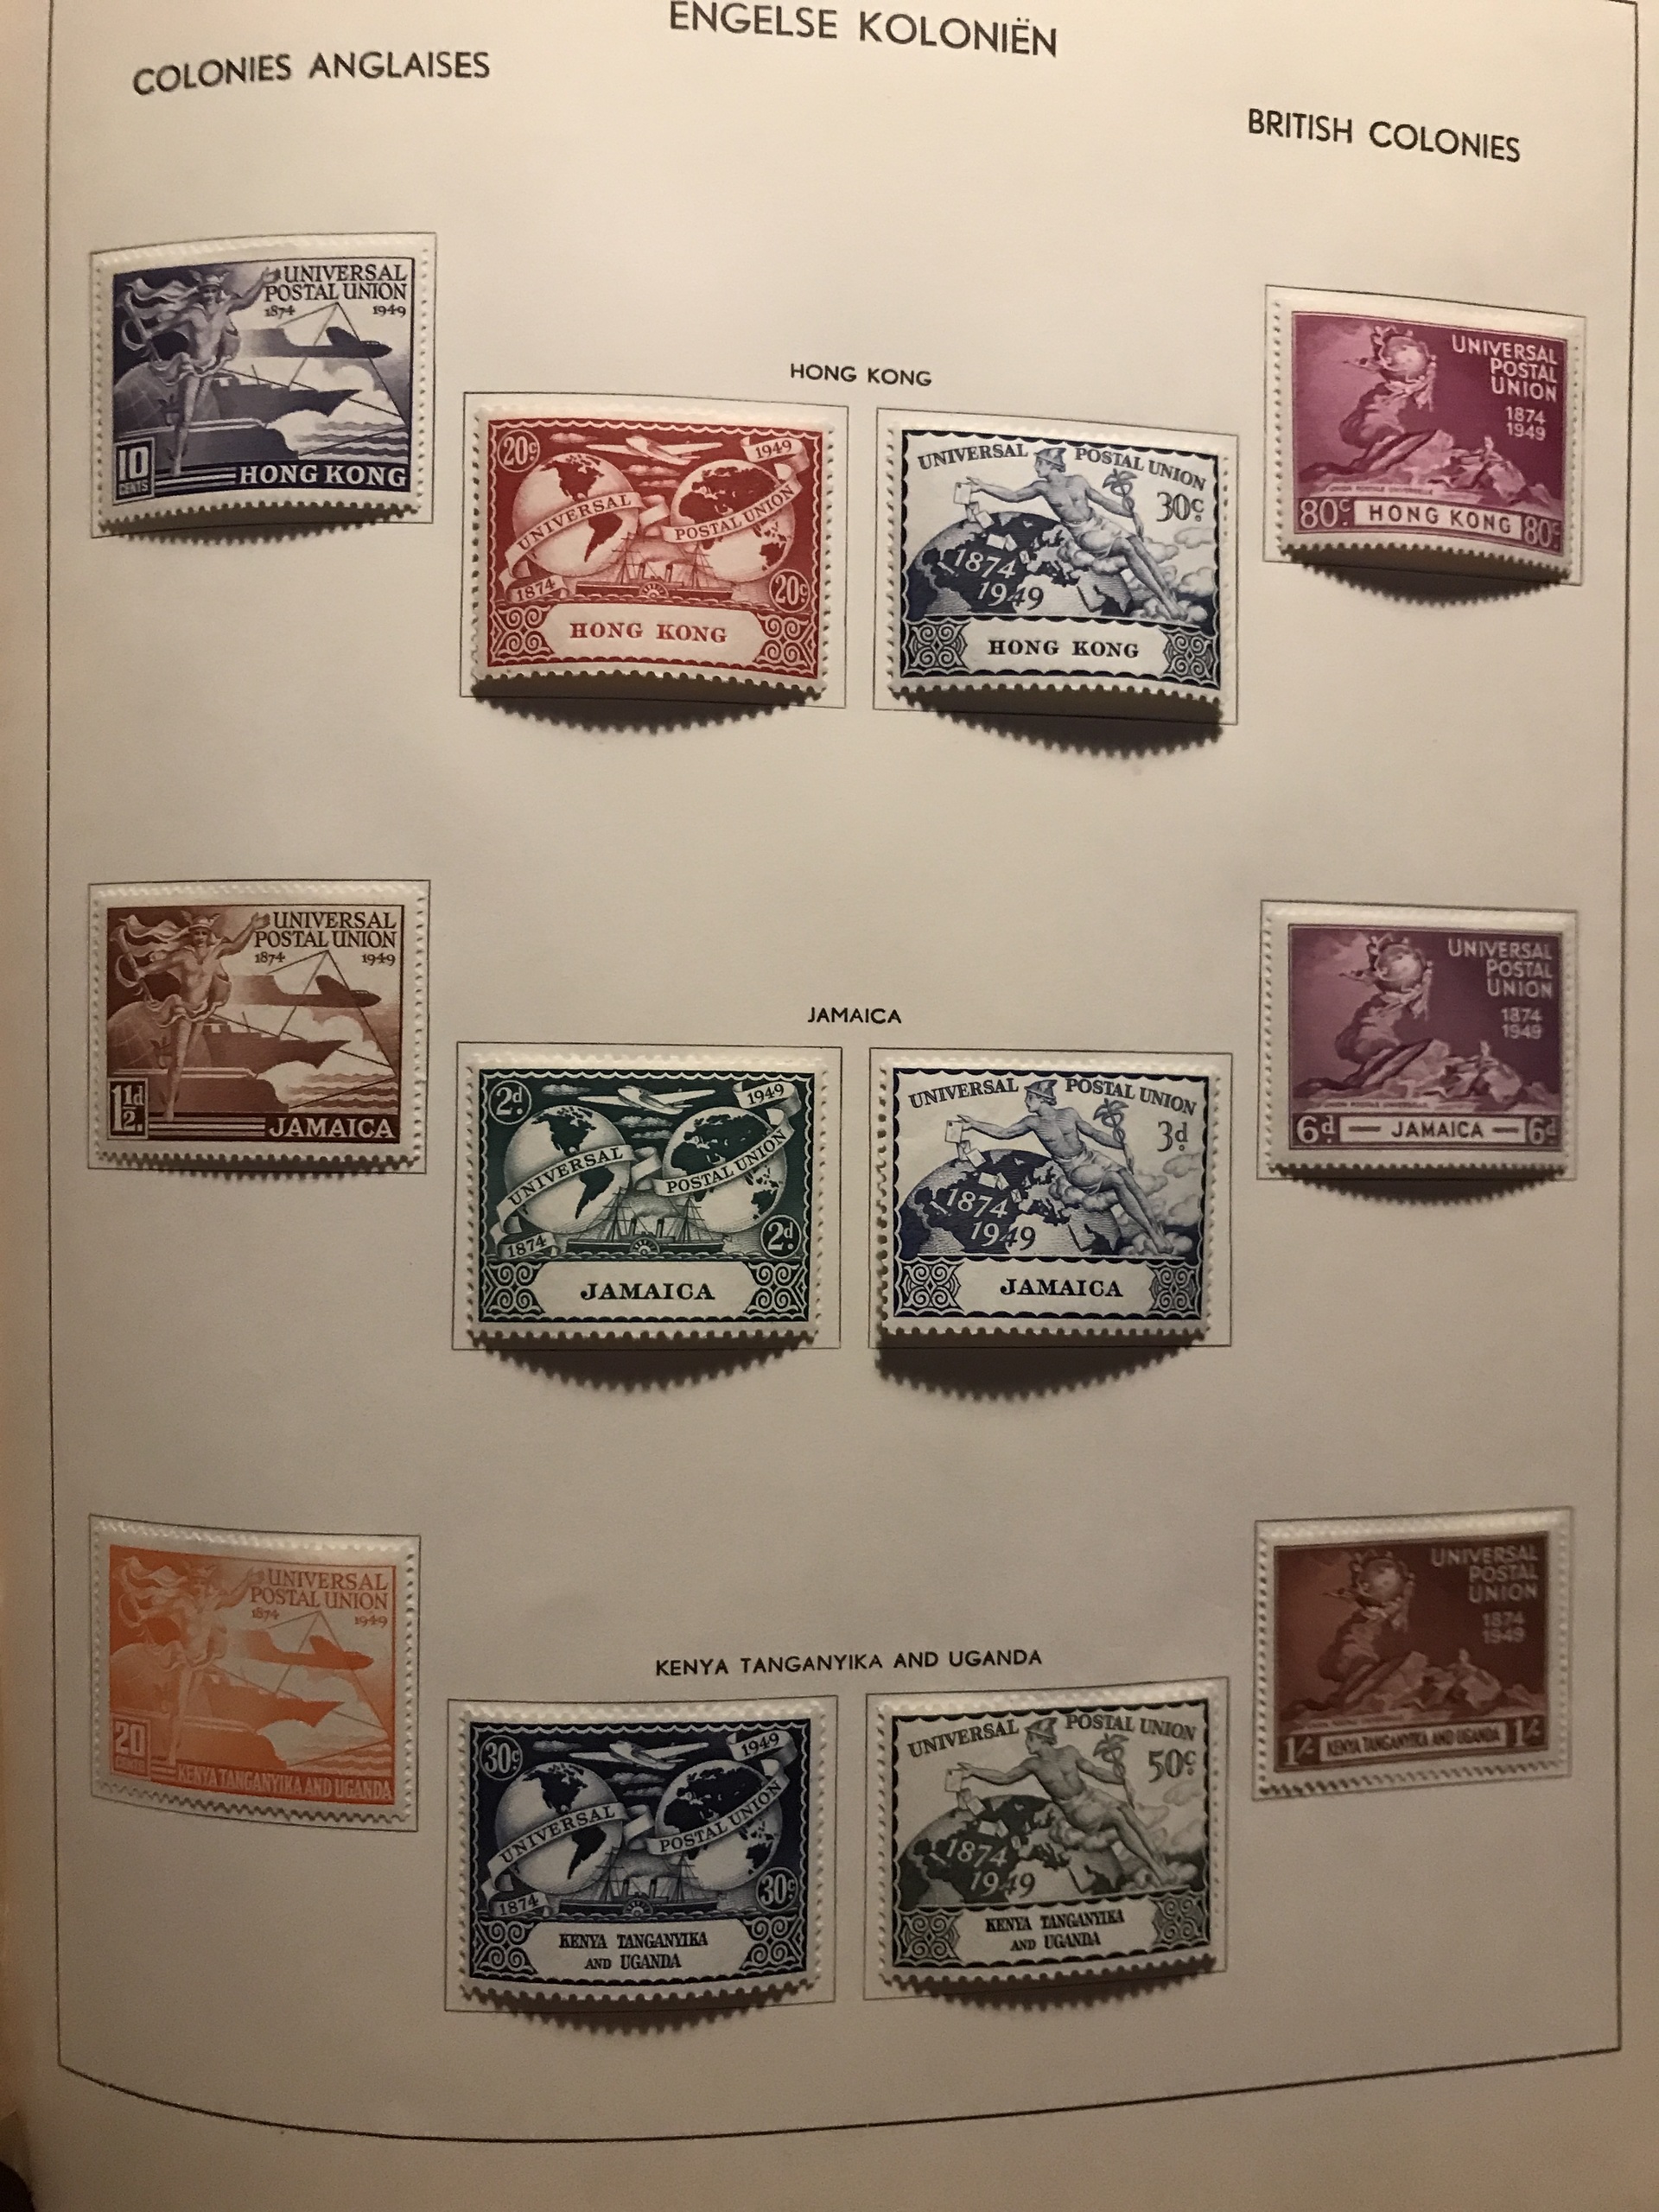 ENGELSE KOLONIËN
COLONIES ANGLAISES
BRITISH COLONIES
HONG KONG
UNIVERSAL
POSTAL UNION
1874 1949
10
CENTS
HONG KONG
20c
1949
UNIVERSAL
POSTAL UNION
1874
20c
HONG KONG
UNIVERSAL POSTAL UNION
30c
1874
1949
HONG KONG
UNIVERSAL
POSTAL
UNION
1874
1949
80c HONG KONG 80c
JAMAICA
UNIVERSAL
POSTAL UNION
1874 1949
1½d.
JAMAICA
2d.
1949
UNIVERSAL
POSTAL UNION
1874
2d.
JAMAICA
UNIVERSAL POSTAL UNION
3d
1874
1949
JAMAICA
UNIVERSAL
POSTAL
UNION
1874
1949
6d. — JAMAICA — 6d
KENYA TANGANYIKA AND UGANDA
UNIVERSAL
POSTAL UNION
1874 1949
20
CENTS
KENYA TANGANYIKA AND UGANDA
30c
1949
UNIVERSAL
POSTAL UNION
1874
30c
KENYA TANGANYIKA
AND UGANDA
UNIVERSAL POSTAL UNION
50c
1874
1949
KENYA TANGANYIKA
AND UGANDA
UNIVERSAL
POSTAL
UNION
1874
1949
1/- KENYA TANGANYIKA AND UGANDA 1/-